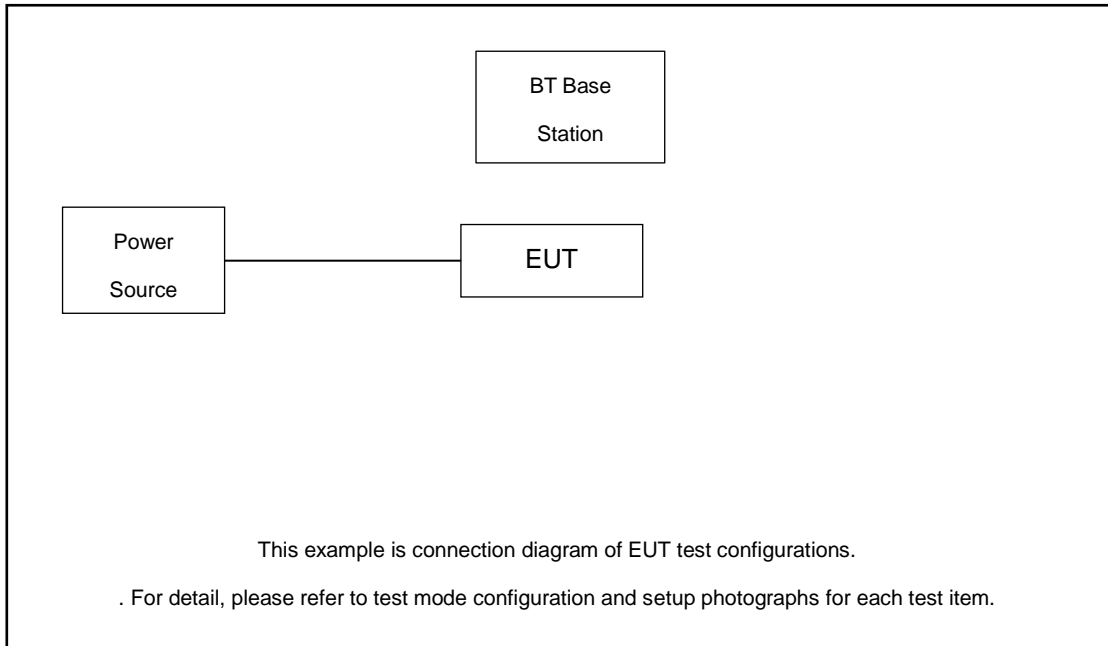 BT Base
Station
Power
Source
EUT
This example is connection diagram of EUT test configurations.
. For detail, please refer to test mode configuration and setup photographs for each test item.